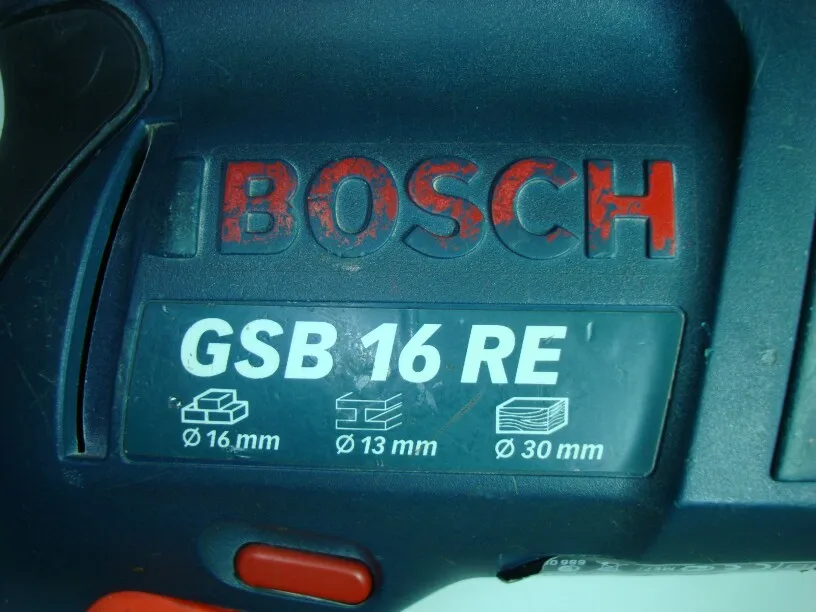 BOSCH
GSB 16 RE
Ø 16 mm
Ø 13 mm
Ø 30 mm